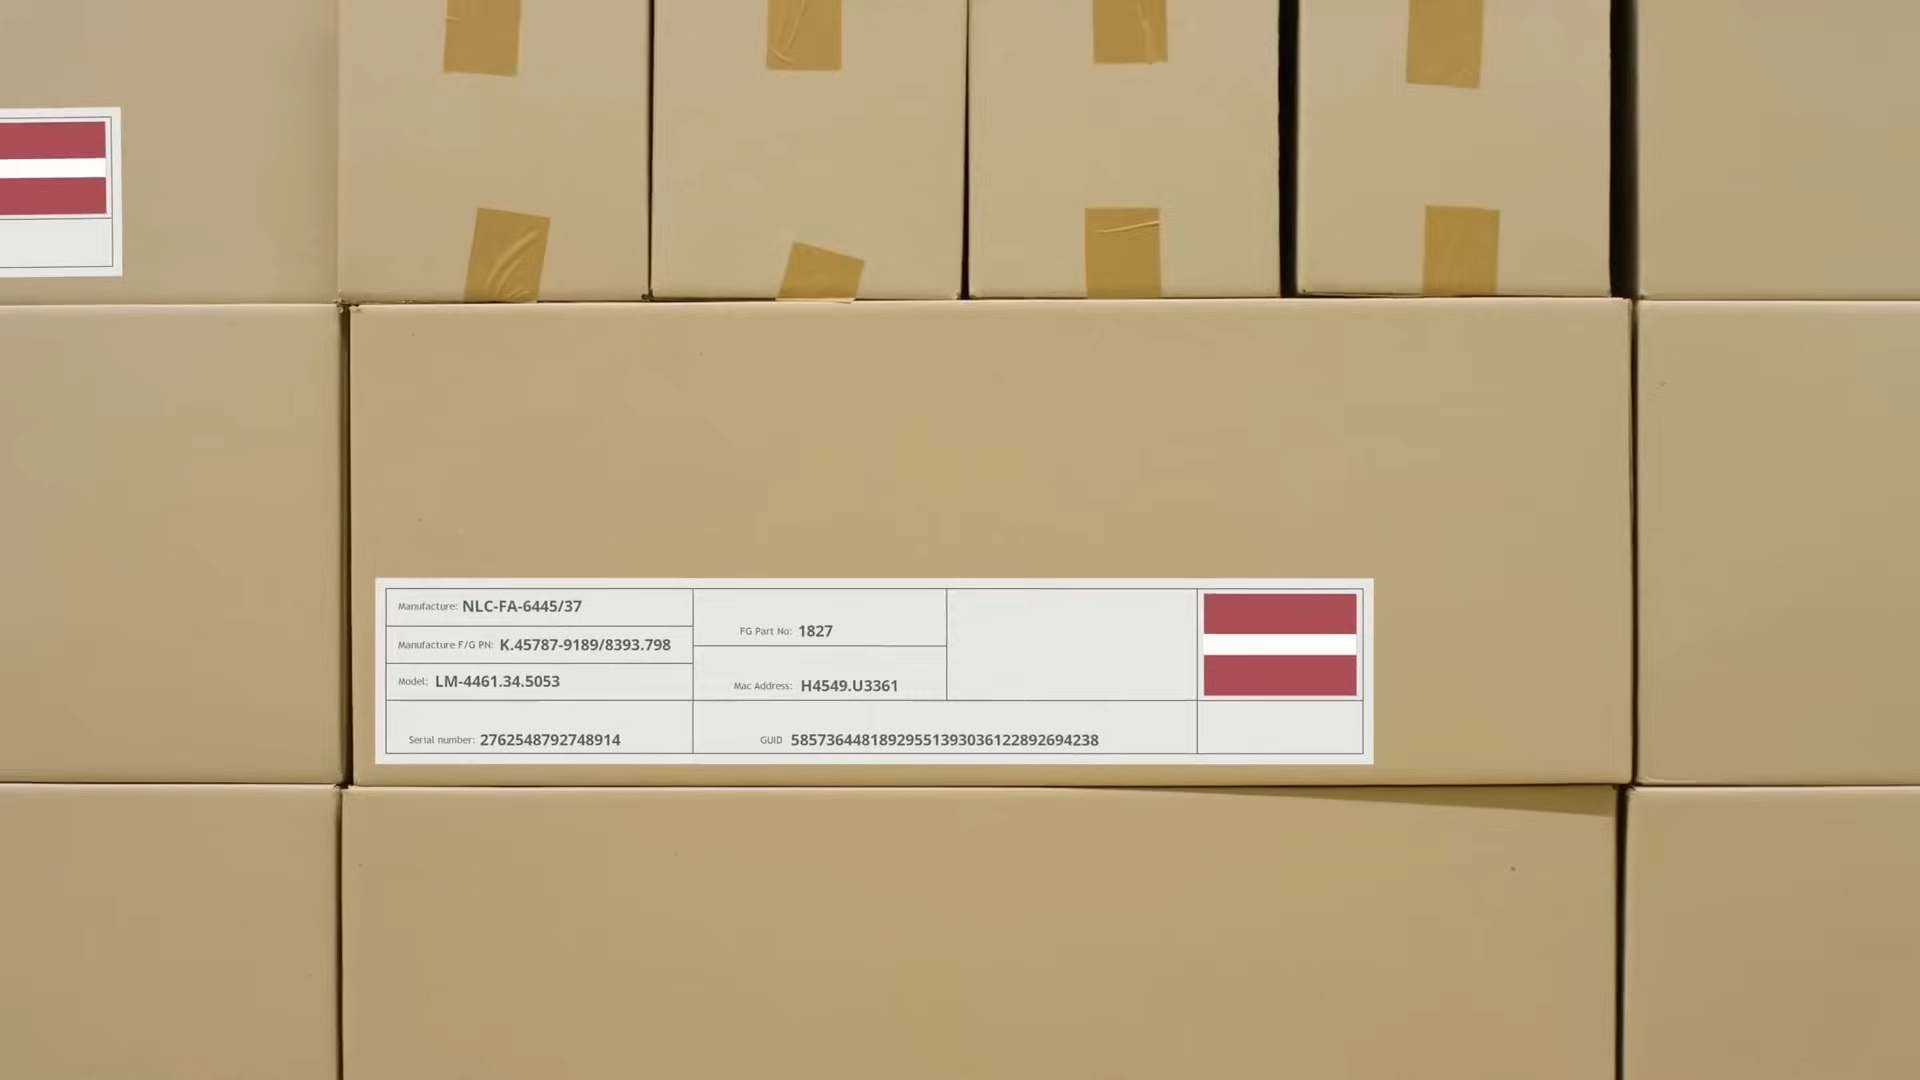 Manufacture: NLC-FA-6445/37
Manufacture F/G PN: K.45787-9189/8393.798
Model: LM-4461.34.5053
Serial number: 2762548792748914
FG Part No: 1827
Mac Address: H4549.U3361
GUID 58573644818929551393036122892694238